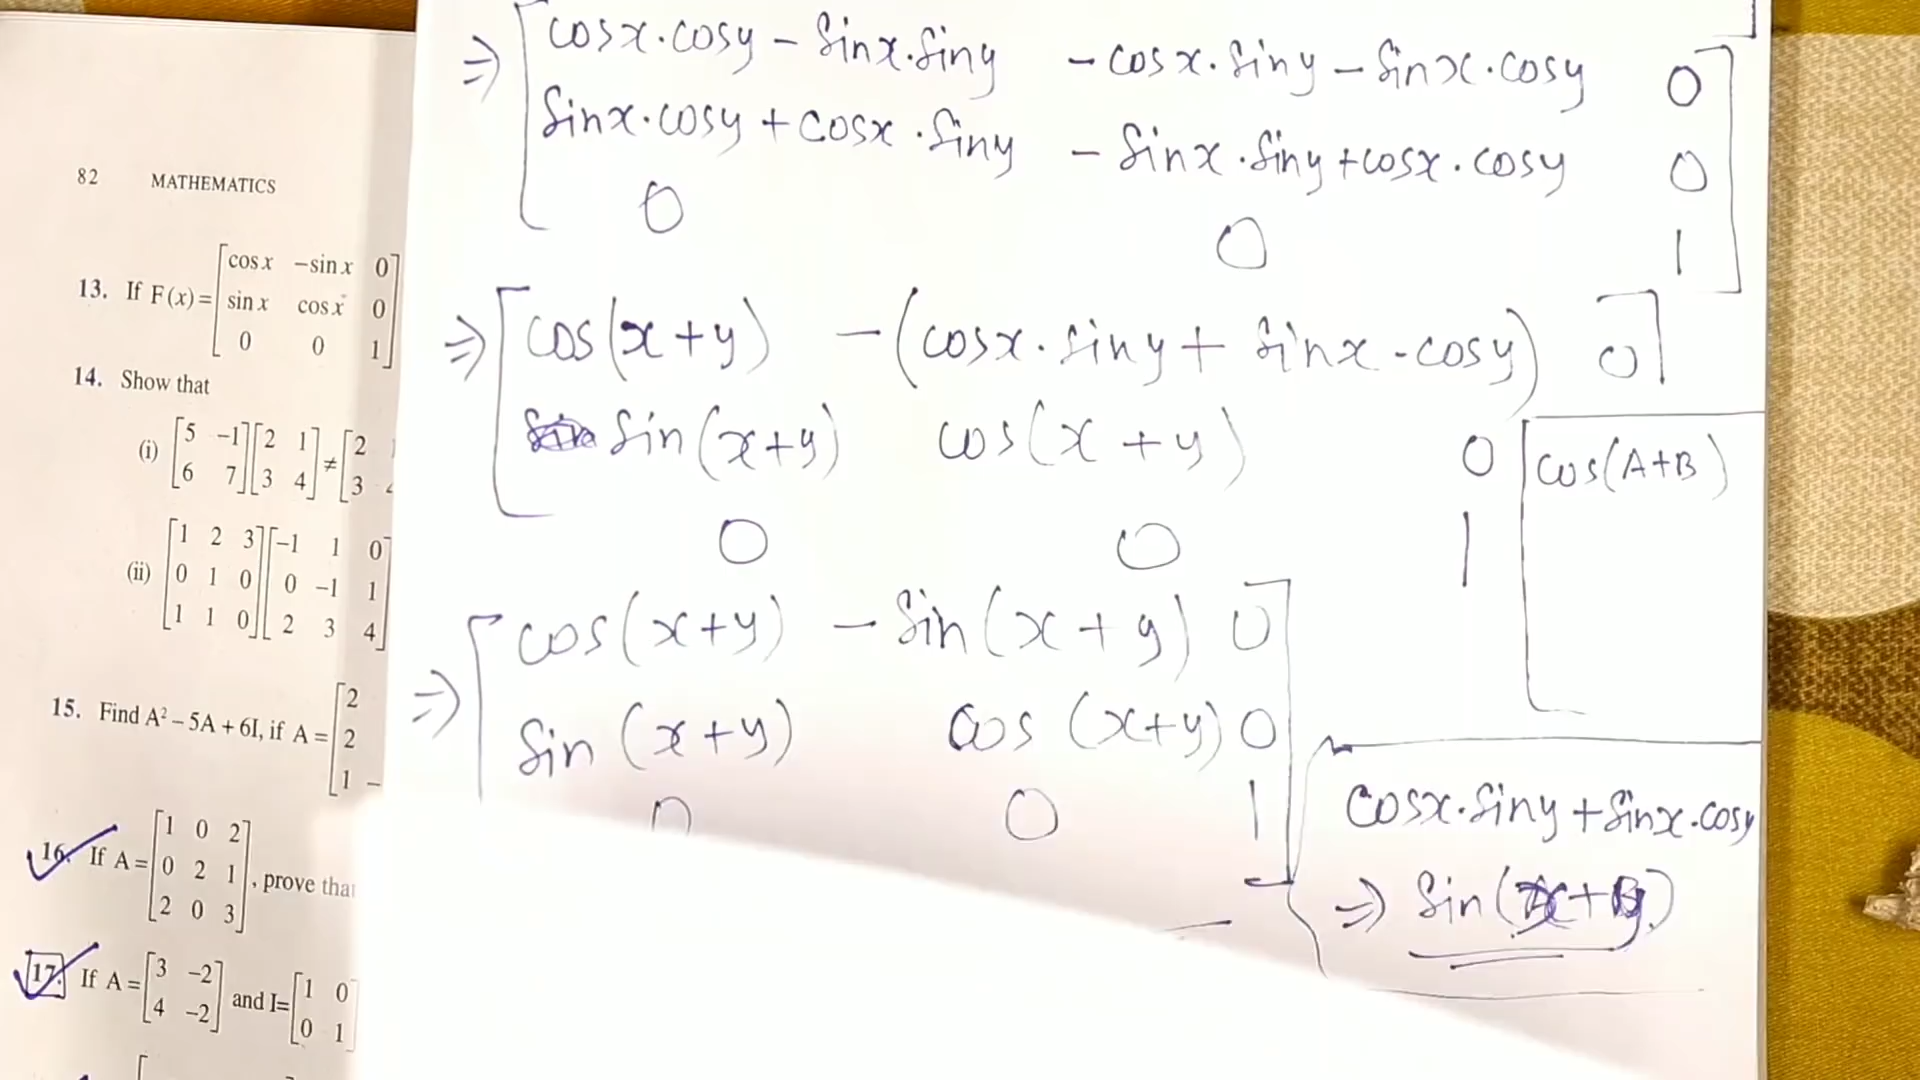 82 MATHEMATICS
13. If F(x) = [cos x −sin x 0
sin x cos x 0
0 0 1]
14. Show that
(i) [5 −1 [2 1 ≠ [2
6 7] 3 4] 3
(ii) [1 2 3 [−1 1 0
0 1 0 0 −1 1
1 1 0] 2 3 4]
15. Find A² − 5A + 6I, if A = [2
2
1 −
16. If A = [1 0 2
0 2 1
2 0 3] , prove that
17. If A = [3 −2 and I = [1 0
4 −2] 0 1]
⇒ [cosx.cosy − sinx.siny −cosx.siny − sinx.cosy 0
sinx.cosy + cosx.siny −sinx.siny + cosx.cosy 0
0 0 1]
⇒ [cos(x+y) −(cosx.siny + sinx.cosy) 0
sin(x+y) cos(x+y) 0
0 0 1]
cos(A+B)
⇒ [cos(x+y) −sin(x+y) 0
sin(x+y) cos(x+y) 0
0 0 1]
cosx.siny + sinx.cosy
⇒ sin(x+y)